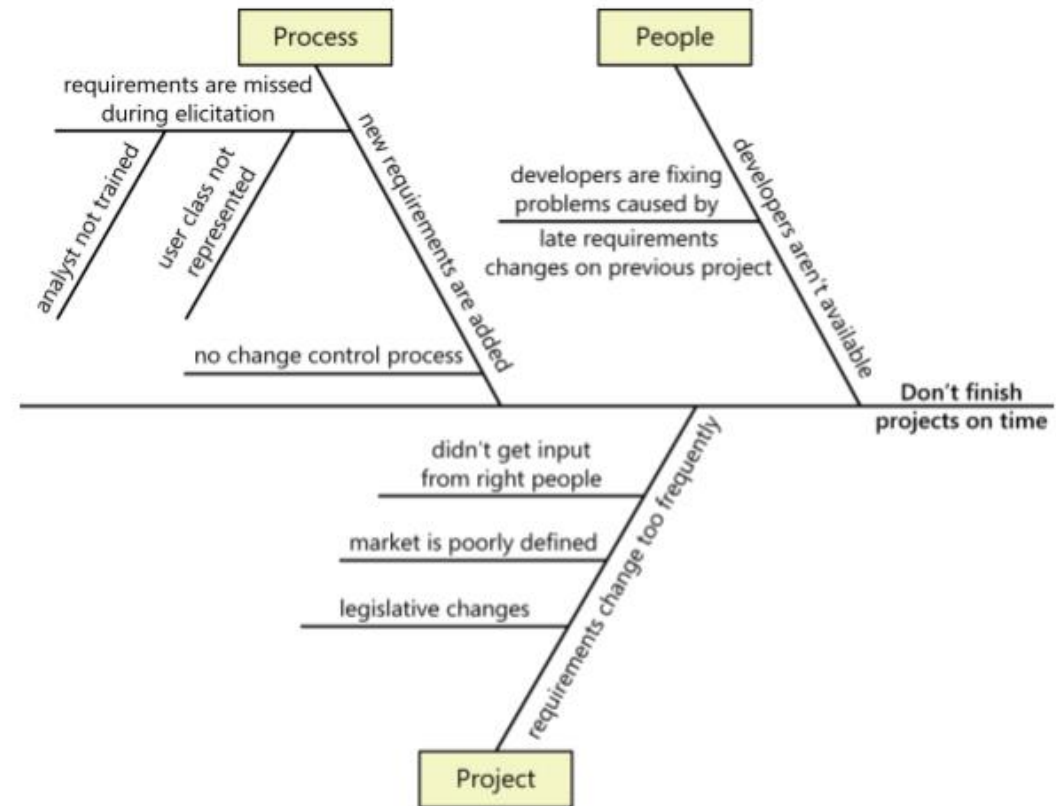 Process
People
requirements are missed
during elicitation
analyst not trained
user class not
represented
new requirements are added
no change control process
developers are fixing
problems caused by
late requirements
changes on previous project
developers aren't available
Don't finish
projects on time
didn't get input
from right people
market is poorly defined
legislative changes
requirements change too frequently
Project